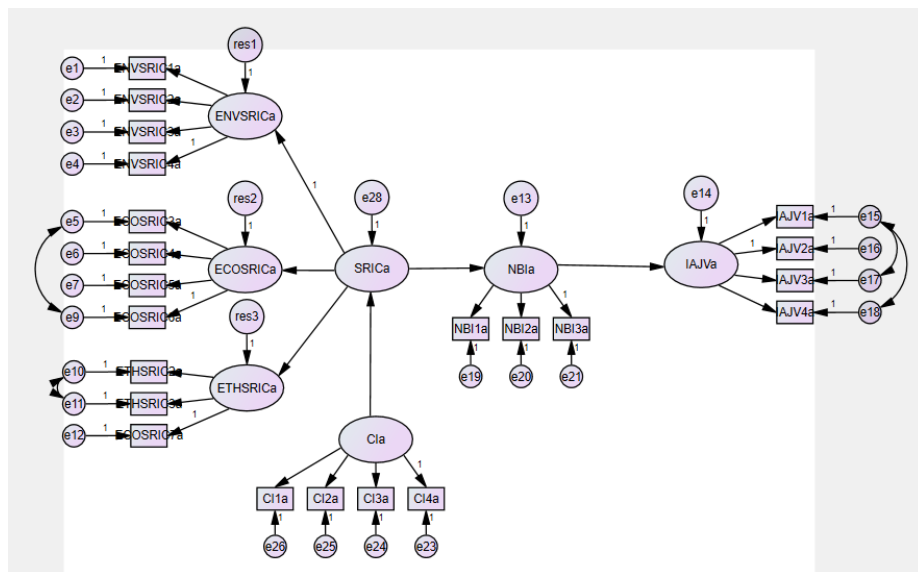 res1
1
e1 1 ENVSRIC1a
e2 1 ENVSRIC2a
e3 1 ENVSRIC3a
e4 1 ENVSRIC4a
1
ENVSRICa
1
res2
1
e5 1 ECOSRIC3a
e6 1 ECOSRIC4a
e7 1 ECOSRIC5a
e9 1 ECOSRIC6a
1
ECOSRICa
res3
1
e10 1 ETHSRIC2a
e11 1 ETHSRIC3a
e12 1 ECOSRIC7a
1
ETHSRICa
e28
1
SRICa
e13
1
NBIa
1
NBI1a NBI2a NBI3a
1 1 1
e19 e20 e21
e14
1
IAJVa
1
AJV1a 1 e15
AJV2a 1 e16
AJV3a 1 e17
AJV4a 1 e18
CIa
1
CI1a CI2a CI3a CI4a
1 1 1 1
e26 e25 e24 e23